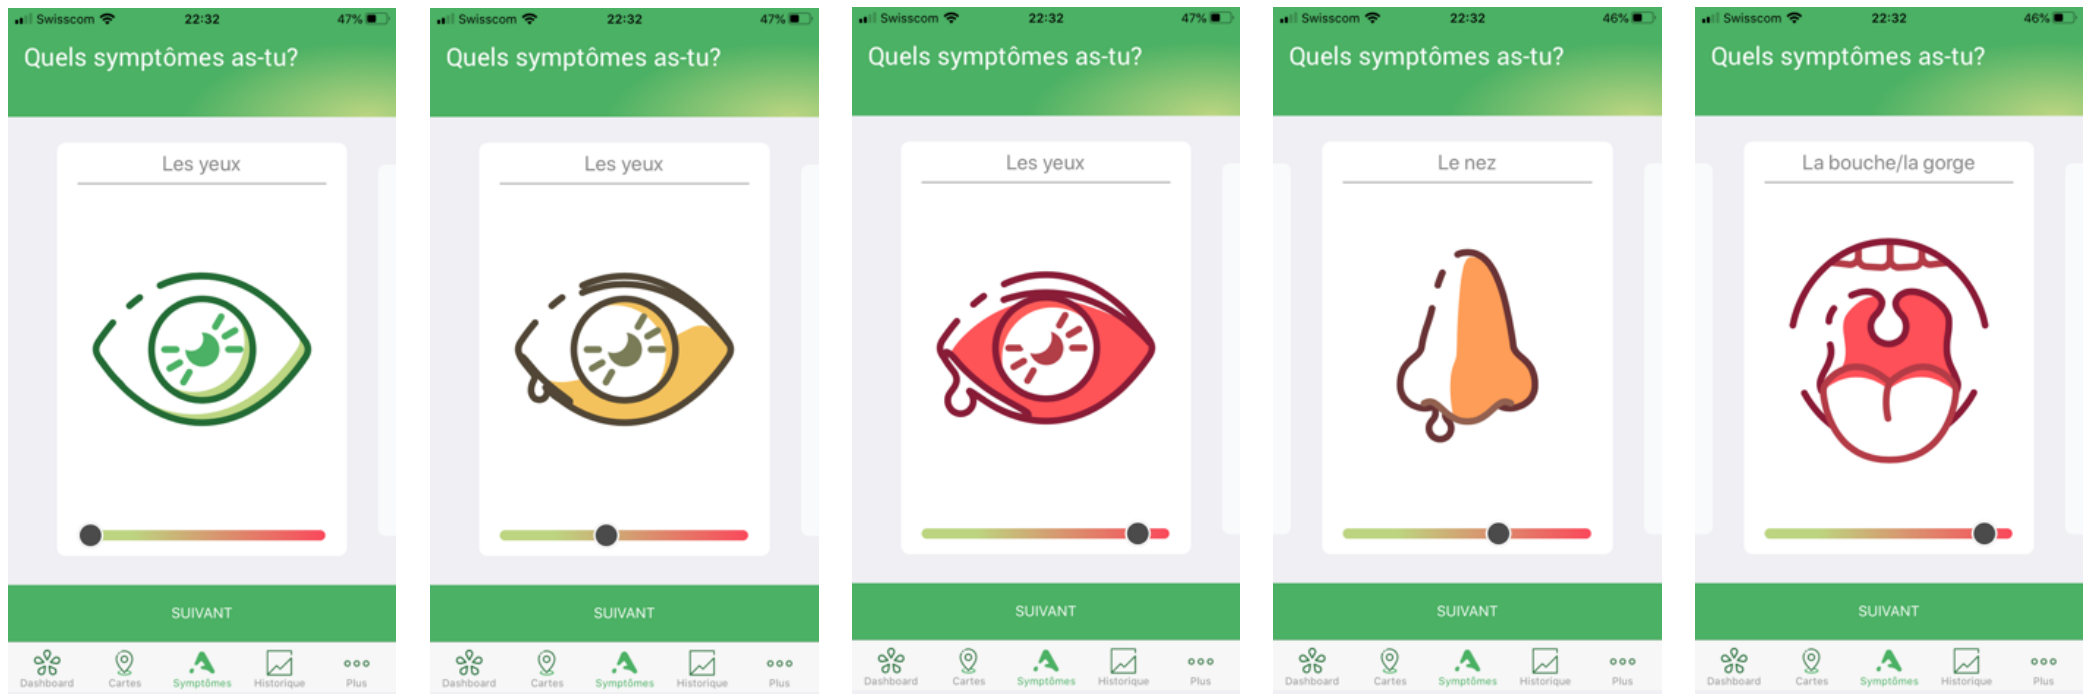 Swisscom 22:32 47%
Quels symptômes as-tu?
Les yeux
SUIVANT
Dashboard Cartes Symptômes Historique Plus
Swisscom 22:32 47%
Quels symptômes as-tu?
Les yeux
SUIVANT
Dashboard Cartes Symptômes Historique Plus
Swisscom 22:32 47%
Quels symptômes as-tu?
Les yeux
SUIVANT
Dashboard Cartes Symptômes Historique Plus
Swisscom 22:32 46%
Quels symptômes as-tu?
Le nez
SUIVANT
Dashboard Cartes Symptômes Historique Plus
Swisscom 22:32 46%
Quels symptômes as-tu?
La bouche/la gorge
SUIVANT
Dashboard Cartes Symptômes Historique Plus